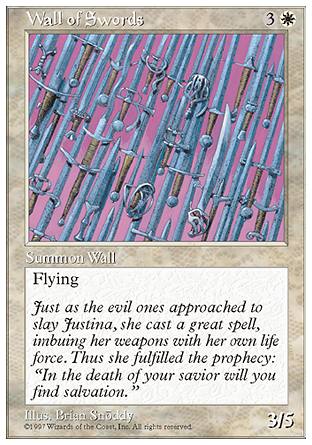 Wall of Swords 3
Summon Wall
Flying
Just as the evil ones approached to
slay Justina, she cast a great spell,
imbuing her weapons with her own life
force. Thus she fulfilled the prophecy:
"In the death of your savior will you
find salvation."
Illus. Brian Snoddy
©1997 Wizards of the Coast, Inc. All rights reserved. 3/5